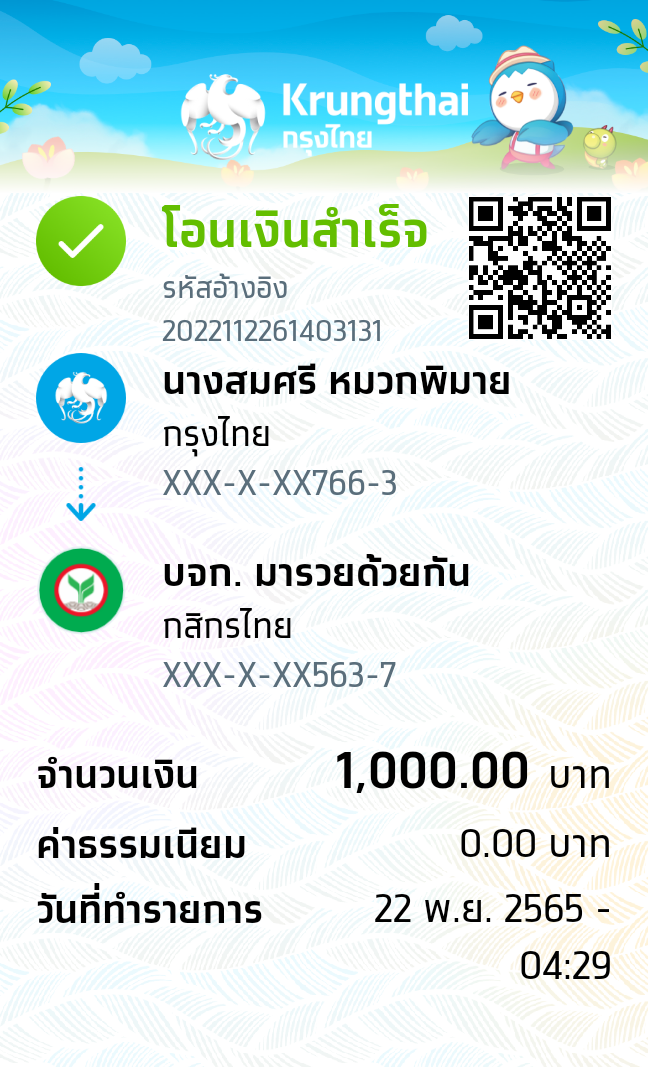 Krungthai
กรุงไทย
โอนเงินสำเร็จ
รหัสอ้างอิง
2022112261403131
นางสมศรี หมวกพิมาย
กรุงไทย
XXX-X-XX766-3
บจก. มารวยด้วยกัน
กสิกรไทย
XXX-X-XX563-7
จำนวนเงิน 1,000.00 บาท
ค่าธรรมเนียม 0.00 บาท
วันที่ทำรายการ 22 พ.ย. 2565 -
04:29